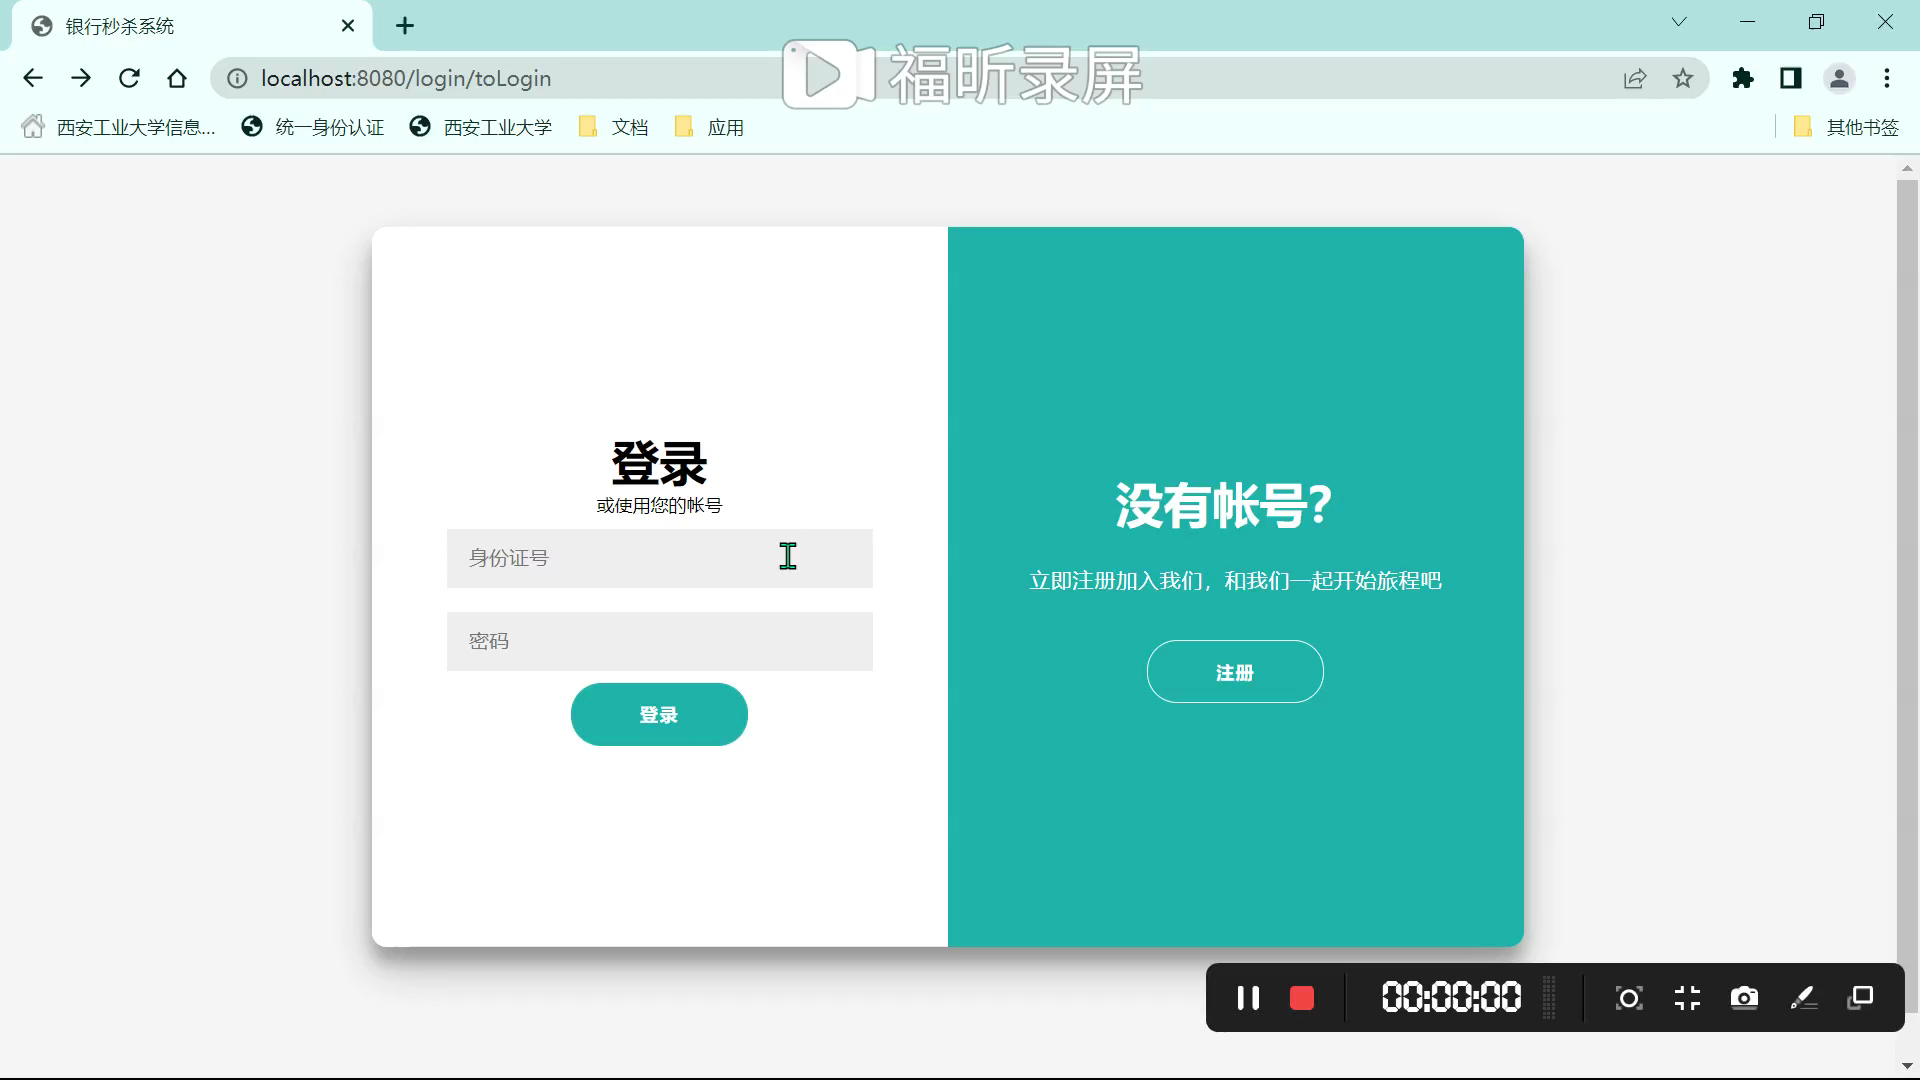 银行秒杀系统
localhost:8080/login/toLogin
福昕录屏
西安工业大学信息...
统一身份认证
西安工业大学
文档
应用
其他书签
登录
或使用您的帐号
身份证号
密码
登录
没有帐号？
立即注册加入我们，和我们一起开始旅程吧
注册
00:00:00